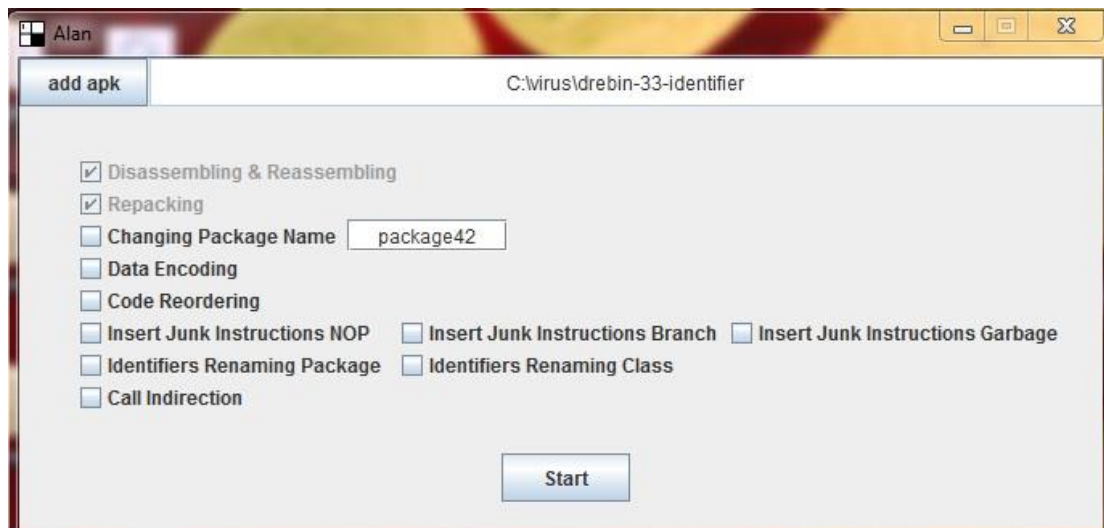 Alan
add apk C:\virus\drebin-33-identifier
Disassembling & Reassembling
Repacking
Changing Package Name package42
Data Encoding
Code Reordering
Insert Junk Instructions NOP Insert Junk Instructions Branch Insert Junk Instructions Garbage
Identifiers Renaming Package Identifiers Renaming Class
Call Indirection
Start